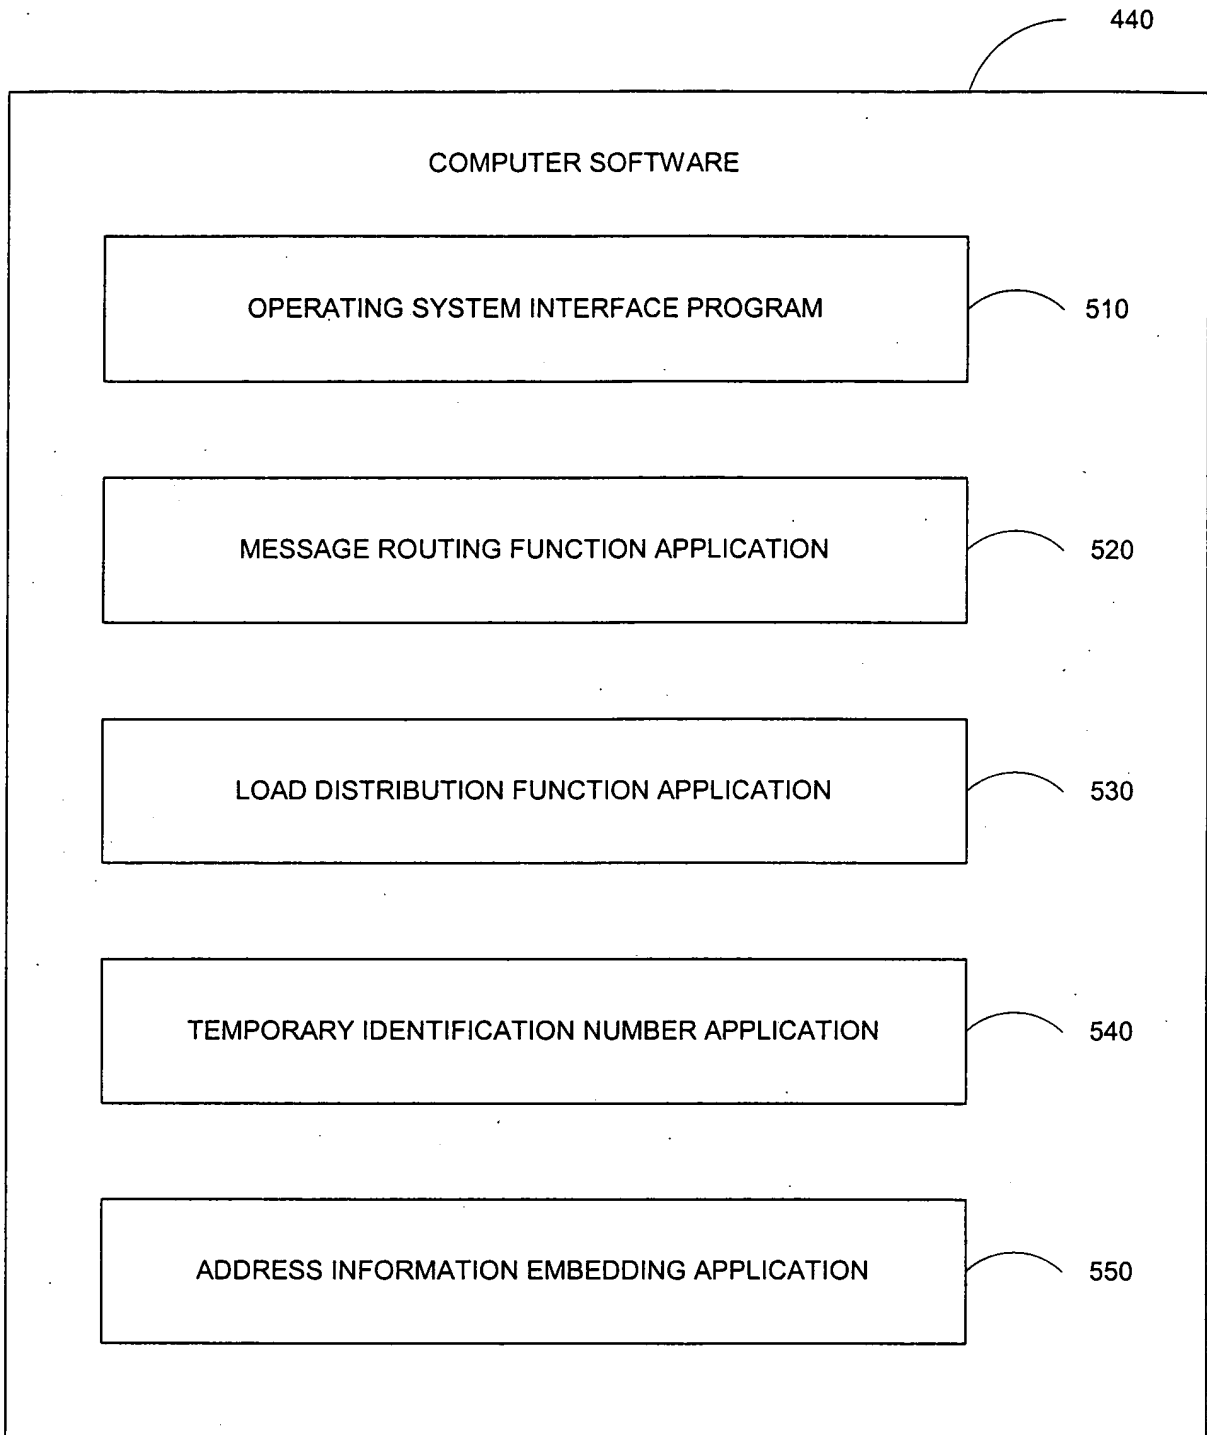 440
COMPUTER SOFTWARE
OPERATING SYSTEM INTERFACE PROGRAM
510
MESSAGE ROUTING FUNCTION APPLICATION
520
LOAD DISTRIBUTION FUNCTION APPLICATION
530
TEMPORARY IDENTIFICATION NUMBER APPLICATION
540
ADDRESS INFORMATION EMBEDDING APPLICATION
550